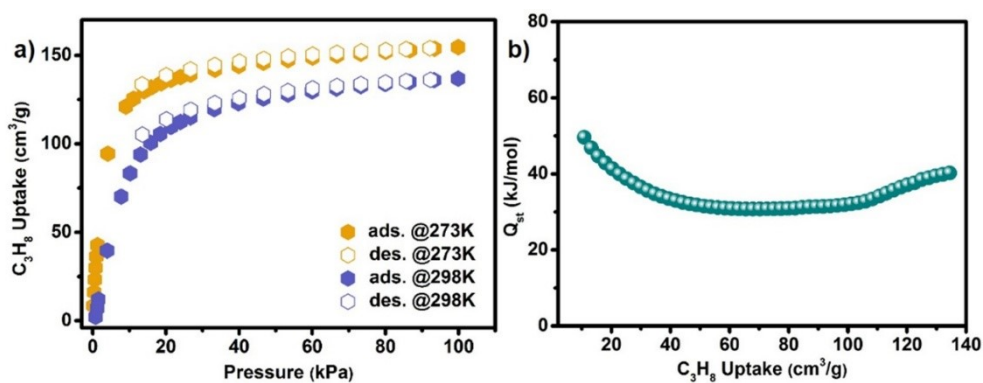 a)
C₃H₈ Uptake (cm³/g)
150
100
50
0
ads. @273K
des. @273K
ads. @298K
des. @298K
0 20 40 60 80 100
Pressure (kPa)
b)
Qst (kJ/mol)
80
60
40
20
0
20 40 60 80 100 120 140
C₃H₈ Uptake (cm³/g)